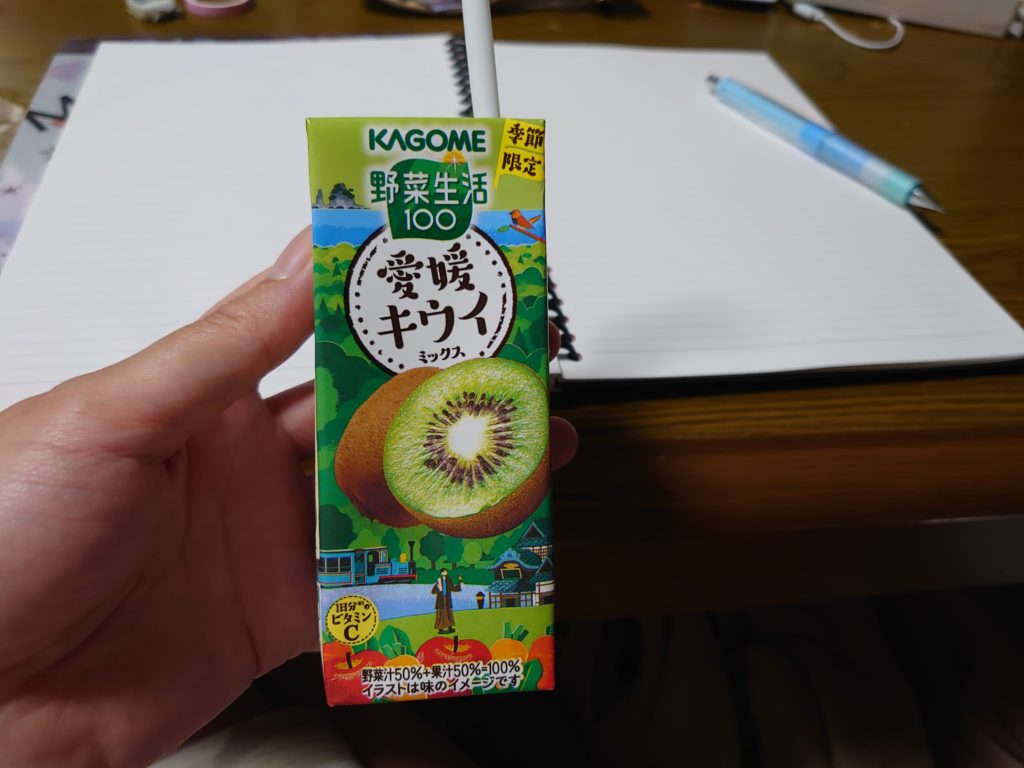 KAGOME
季節
限定
野菜生活
100
愛媛
キウイ
ミックス
1日分
ビタミン
C
野菜汁50%+果汁50%=100%
イラストは味のイメージです